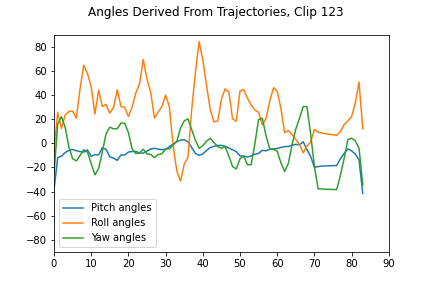 Angles Derived From Trajectories, Clip 123
80
60
40
20
0
−20
−40
−60
−80
Pitch angles
Roll angles
Yaw angles
0 10 20 30 40 50 60 70 80 90